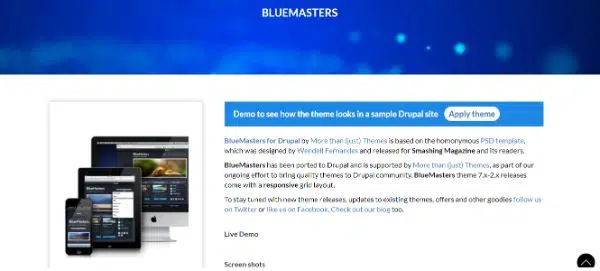 BLUEMASTERS
Demo to see how the theme looks in a sample Drupal site Apply theme
BlueMasters for Drupal by More than (just) Themes is based on the homonymous PSD template,
which was designed by Wendell Fernandes and released for Smashing Magazine and its readers.
BlueMasters has been ported to Drupal and is supported by More than (just) Themes, as part of our
ongoing effort to bring quality themes to Drupal community. BlueMasters theme 7.x-2.x releases
come with a responsive grid layout.
To stay tuned with new theme releases, updates to existing themes, offers and other goodies follow us
on Twitter or like us on Facebook. Check out our blog too.
Live Demo
Screen shots